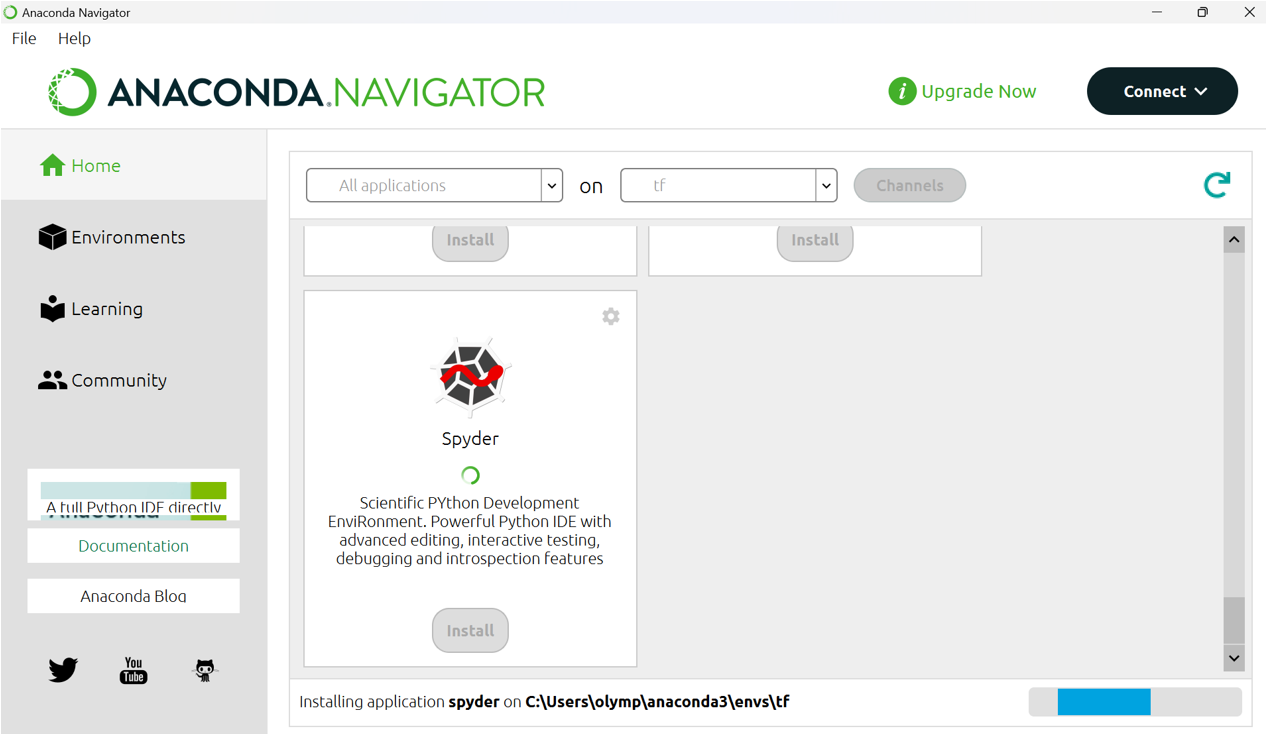 Anaconda Navigator
File Help
ANACONDA.NAVIGATOR
i Upgrade Now
Connect
Home
All applications on tf Channels
Environments
Install Install
Learning
Community
Spyder
Scientific PYthon Development
EnviRonment. Powerful Python IDE with
advanced editing, interactive testing,
debugging and introspection features
Install
A full Python IDE directly
Anaconda
Documentation
Anaconda Blog
You
Tube
Installing application spyder on C:\Users\olymp\anaconda3\envs\tf